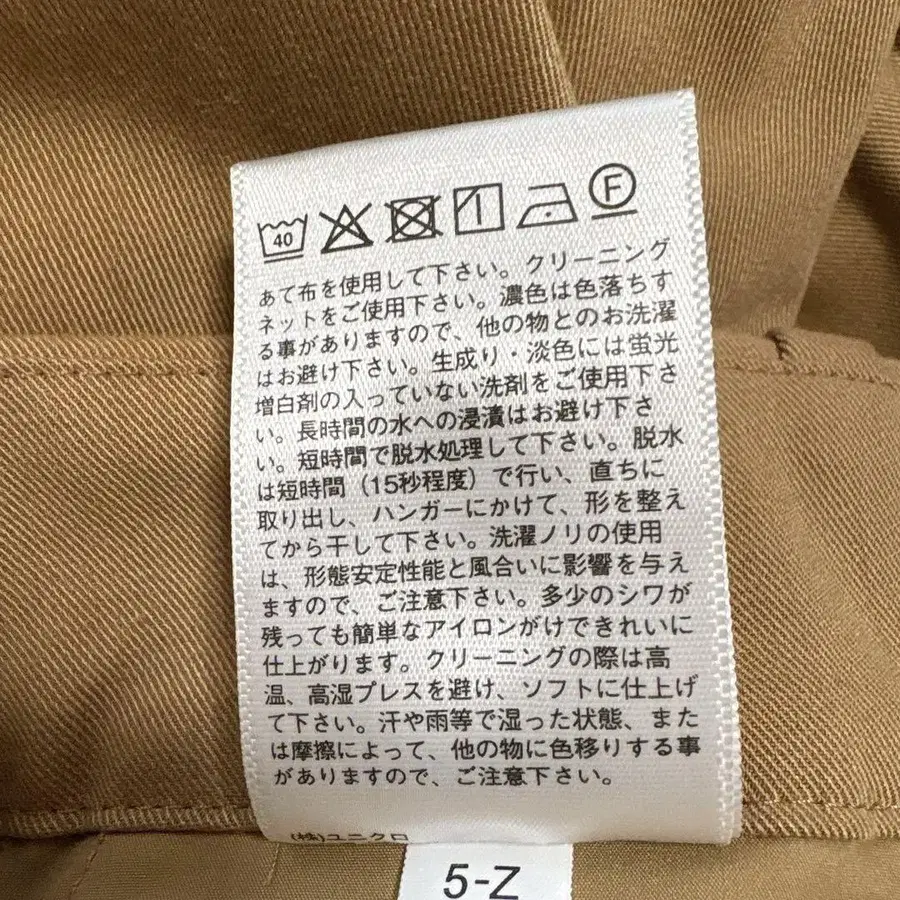 40 F
あて布を使用して下さい。クリーニング
ネットをご使用下さい。濃色は色落ちす
る事がありますので、他の物とのお洗濯
はお避け下さい。生成り・淡色には蛍光
増白剤の入っていない洗剤をご使用下さ
い。長時間の水への浸漬はお避け下さ
い。短時間で脱水処理して下さい。脱水
は短時間（15秒程度）で行い、直ちに
取り出し、ハンガーにかけて、形を整え
てから干して下さい。洗濯ノリの使用
は、形態安定性能と風合いに影響を与え
ますので、ご注意下さい。多少のシワが
残っても簡単なアイロンがけできれいに
仕上がります。クリーニングの際は高
温、高湿プレスを避け、ソフトに仕上げ
て下さい。汗や雨等で湿った状態、また
は摩擦によって、他の物に色移りする事
がありますので、ご注意下さい。
(株)ユニクロ
5-Z